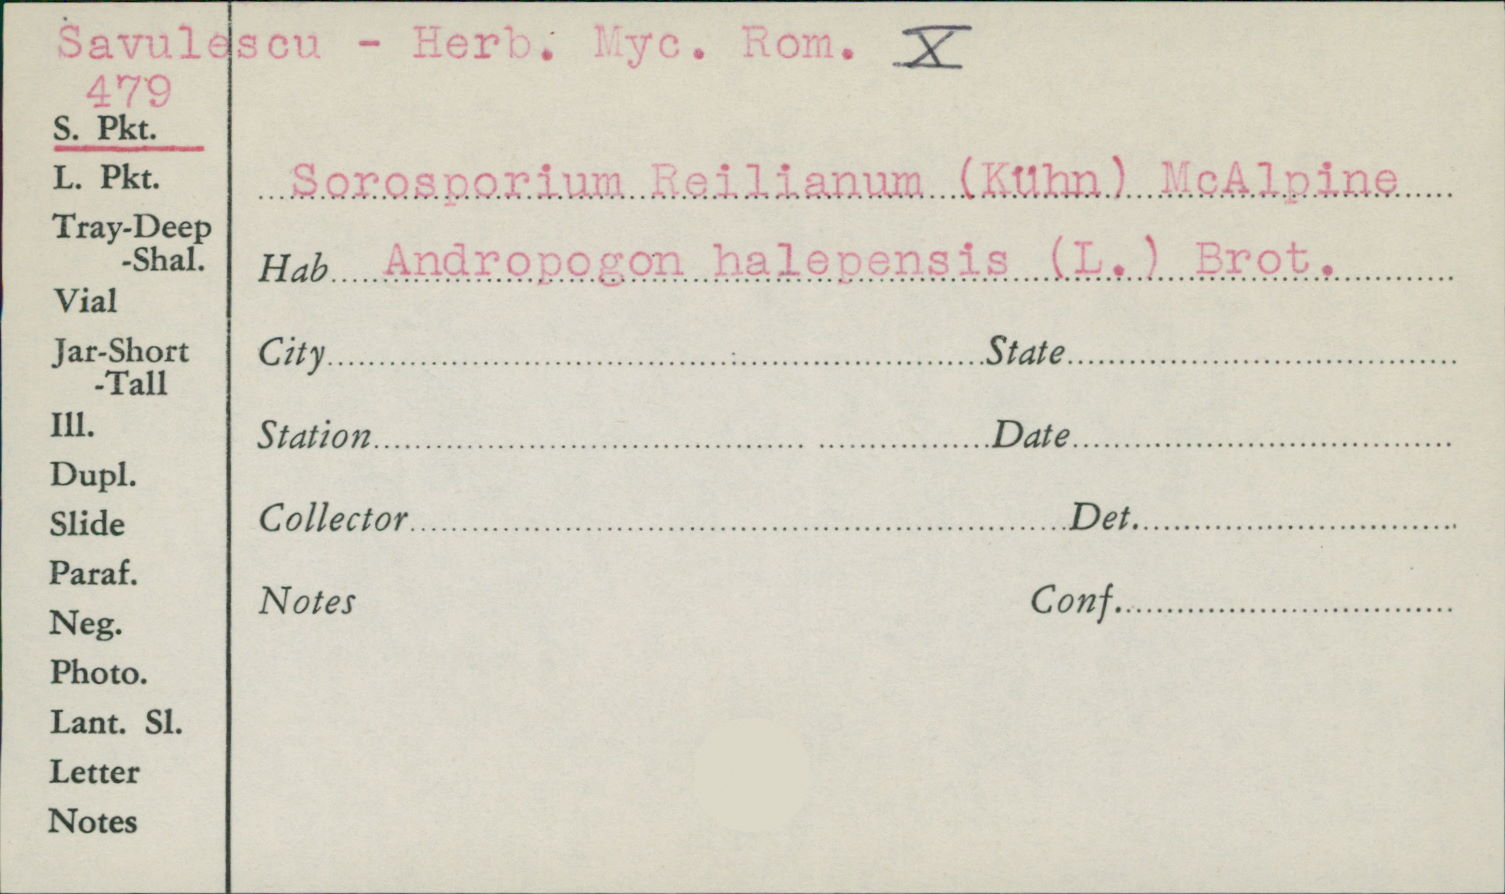 Savulescu - Herb. Myc. Rom. X
479
S. Pkt.
L. Pkt.
Tray-Deep
-Shal.
Vial
Jar-Short
-Tall
Ill.
Dupl.
Slide
Paraf.
Neg.
Photo.
Lant. Sl.
Letter
Notes
Sorosporium Reilianum (Kühn) McAlpine
Hab Andropogon halepensis (L.) Brot.
City State
Station Date
Collector Det.
Notes Conf.